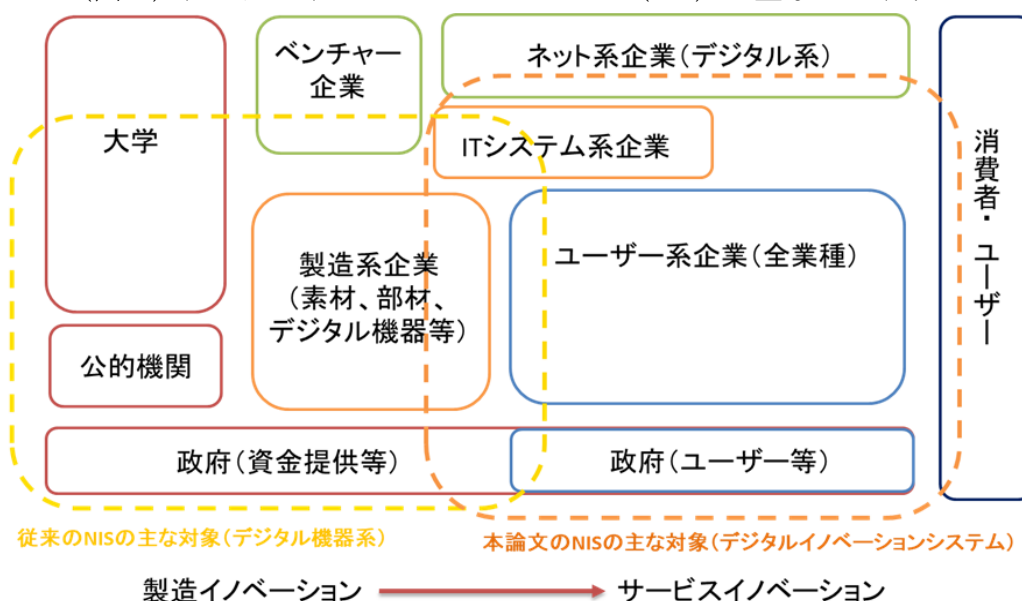 ベンチャー
企業
ネット系企業(デジタル系)
大学
ITシステム系企業
消費者・ユーザー
製造系企業
(素材、部材、
デジタル機器等)
ユーザー系企業(全業種)
公的機関
政府(資金提供等)
政府(ユーザー等)
従来のNISの主な対象(デジタル機器系)
本論文のNISの主な対象(デジタルイノベーションシステム)
製造イノベーション
サービスイノベーション